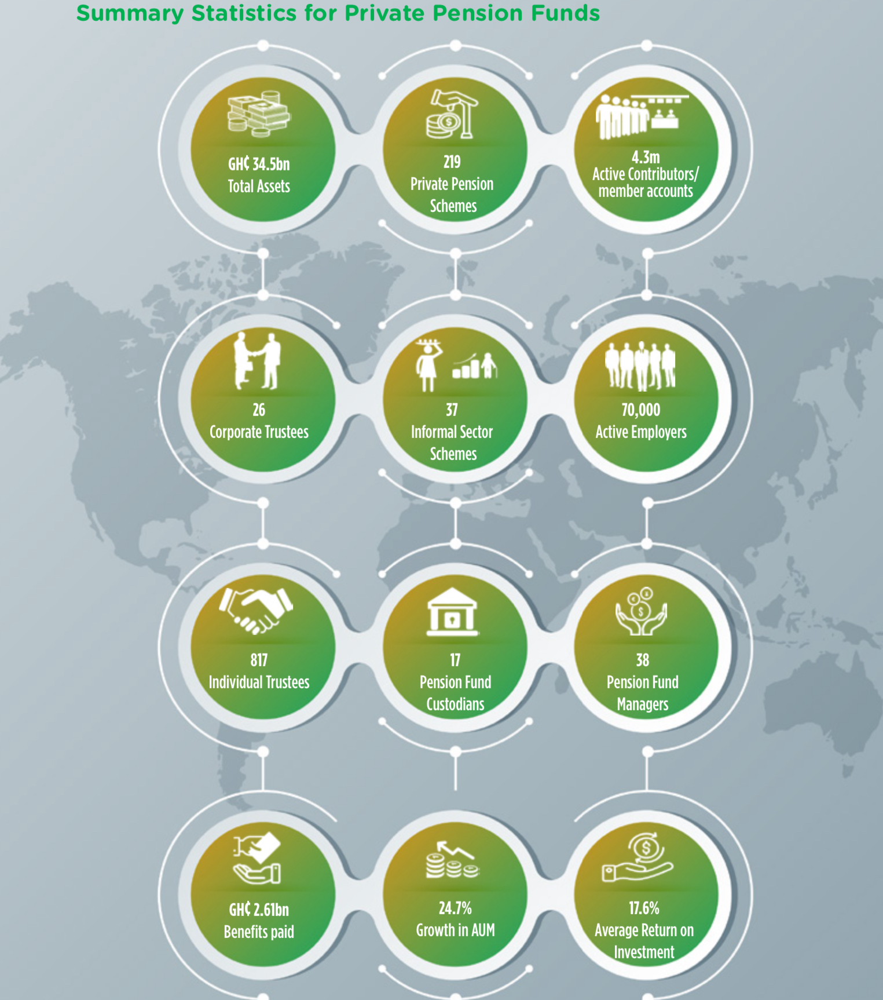 Summary Statistics for Private Pension Funds
GH₵ 34.5bn
Total Assets
219
Private Pension
Schemes
4.3m
Active Contributors/
member accounts
26
Corporate Trustees
37
Informal Sector
Schemes
70,000
Active Employers
817
Individual Trustees
17
Pension Fund
Custodians
38
Pension Fund
Managers
GH₵ 2.61bn
Benefits paid
24.7%
Growth in AUM
17.6%
Average Return on
Investment